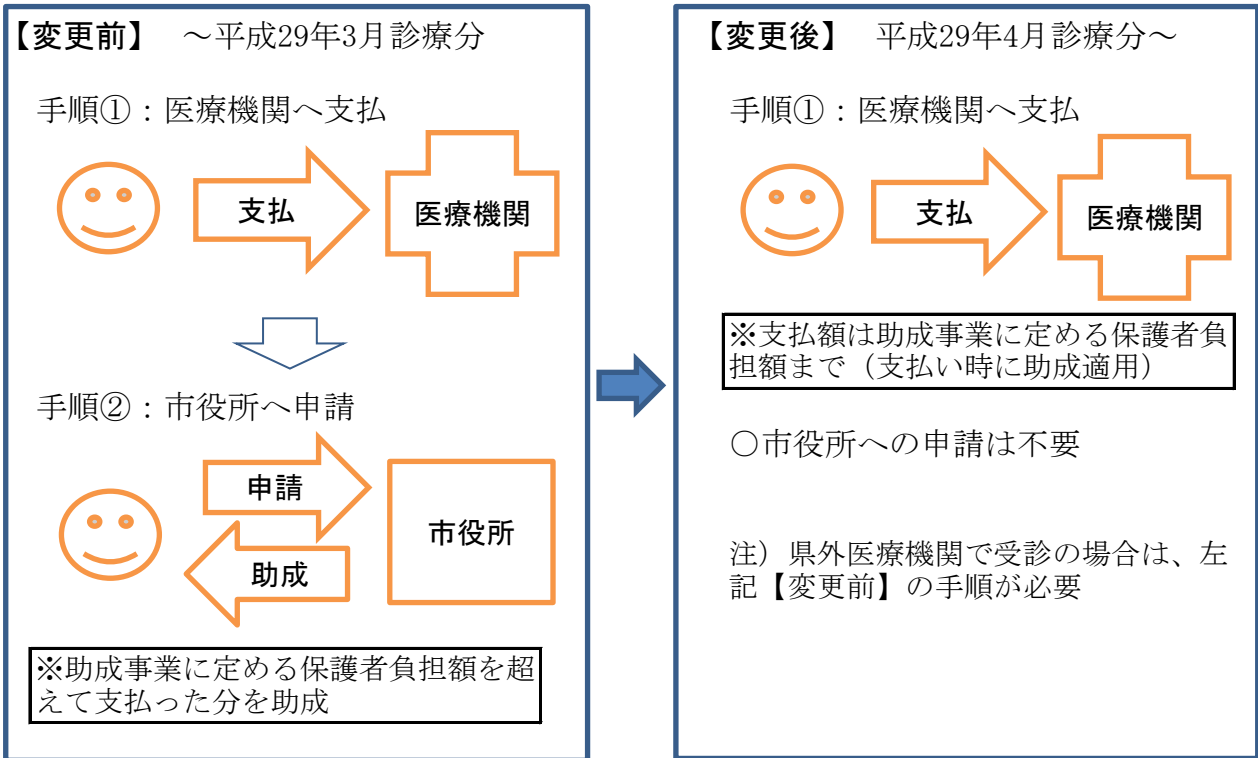 【変更前】 ～平成29年3月診療分
手順①：医療機関へ支払
支払
医療機関
手順②：市役所へ申請
申請
助成
市役所
※助成事業に定める保護者負担額を超
えて支払った分を助成
【変更後】 平成29年4月診療分～
手順①：医療機関へ支払
支払
医療機関
※支払額は助成事業に定める保護者負
担額まで（支払い時に助成適用）
○市役所への申請は不要
注）県外医療機関で受診の場合は、左
記【変更前】の手順が必要